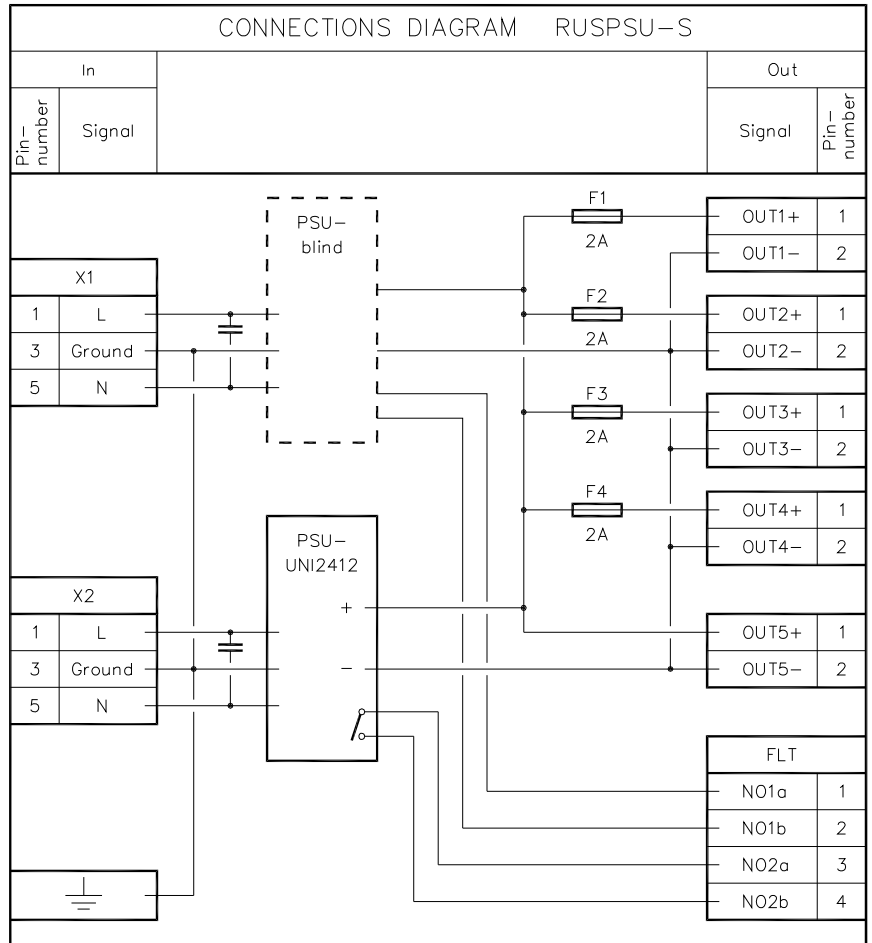 CONNECTIONS DIAGRAM RUSPSU-S
In
Out
Pin-
number
Signal
Signal
Pin-
number
PSU-
blind
F1
2A
OUT1+ 1
OUT1- 2
X1
1 L
3 Ground
5 N
F2
2A
OUT2+ 1
OUT2- 2
F3
2A
OUT3+ 1
OUT3- 2
F4
2A
OUT4+ 1
OUT4- 2
PSU-
UNI2412
+
-
X2
1 L
3 Ground
5 N
OUT5+ 1
OUT5- 2
FLT
NO1a 1
NO1b 2
NO2a 3
NO2b 4